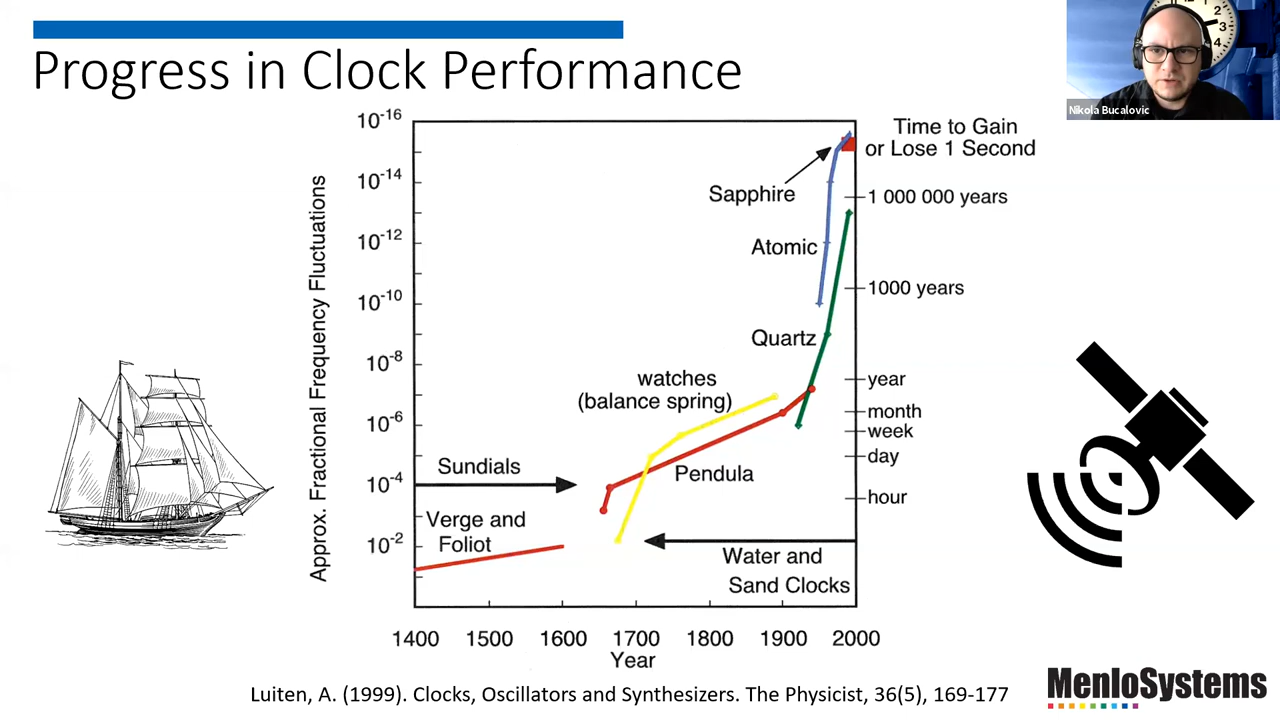 Progress in Clock Performance
2
3
4
Nikola Bucalovic
Approx. Fractional Frequency Fluctuations
10-16
10-14
10-12
10-10
10-8
10-6
10-4
10-2
Time to Gain
or Lose 1 Second
Sapphire
1 000 000 years
Atomic
1000 years
Quartz
year
watches
(balance spring)
month
week
day
Sundials
Pendula
hour
Verge and
Foliot
Water and
Sand Clocks
1400 1500 1600 1700 1800 1900 2000
Year
Luiten, A. (1999). Clocks, Oscillators and Synthesizers. The Physicist, 36(5), 169-177
MenloSystems